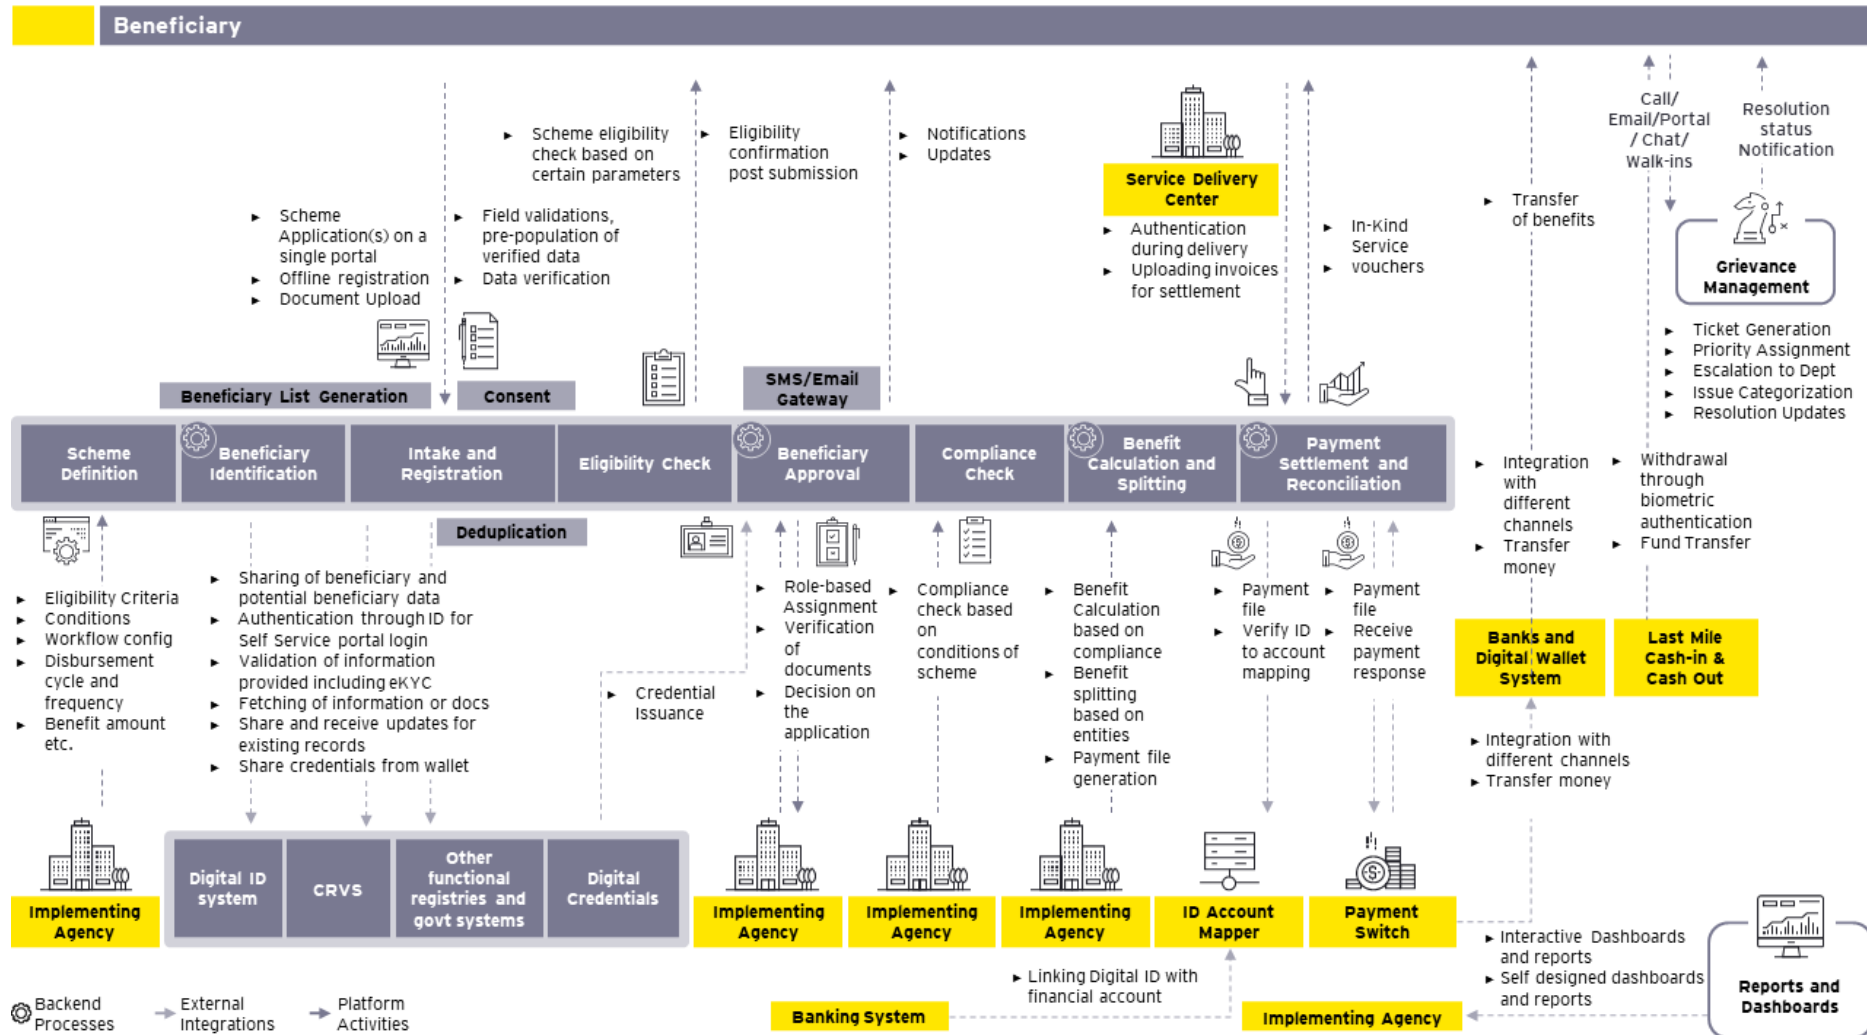 Beneficiary
Scheme eligibility
check based on
certain parameters
Eligibility
confirmation
post submission
Notifications
Updates
Scheme
Application(s) on a
single portal
Offline registration
Document Upload
Field validations,
pre-population of
verified data
Data verification
Service Delivery
Center
Authentication
during delivery
Uploading invoices
for settlement
In-Kind
Service
vouchers
Transfer
of benefits
Call/
Email/Portal
/ Chat/
Walk-ins
Resolution
status
Notification
Grievance
Management
Ticket Generation
Priority Assignment
Escalation to Dept
Issue Categorization
Resolution Updates
Beneficiary List Generation
Consent
SMS/Email
Gateway
Scheme
Definition
Beneficiary
Identification
Intake and
Registration
Eligibility Check
Beneficiary
Approval
Compliance
Check
Benefit
Calculation and
Splitting
Payment
Settlement and
Reconciliation
Deduplication
Integration
with
different
channels
Transfer
money
Withdrawal
through
biometric
authentication
Fund Transfer
Eligibility Criteria
Conditions
Workflow config
Disbursement
cycle and
frequency
Benefit amount
etc.
Sharing of beneficiary and
potential beneficiary data
Authentication through ID for
Self Service portal login
Validation of information
provided including eKYC
Fetching of information or docs
Share and receive updates for
existing records
Share credentials from wallet
Credential
Issuance
Role-based
Assignment
Verification
of
documents
Decision on
the
application
Compliance
check based
on
conditions of
scheme
Benefit
Calculation
based on
compliance
Benefit
splitting
based on
entities
Payment file
generation
Payment
file
Verify ID
to account
mapping
Payment
file
Receive
payment
response
Banks and
Digital Wallet
System
Last Mile
Cash-in &
Cash Out
Integration with
different channels
Transfer money
Implementing
Agency
Digital ID
system
CRVS
Other
functional
registries and
govt systems
Digital
Credentials
Implementing
Agency
Implementing
Agency
Implementing
Agency
ID Account
Mapper
Payment
Switch
Interactive Dashboards
and reports
Self designed dashboards
and reports
Reports and
Dashboards
Linking Digital ID with
financial account
Banking System
Implementing Agency
Backend
Processes
External
Integrations
Platform
Activities